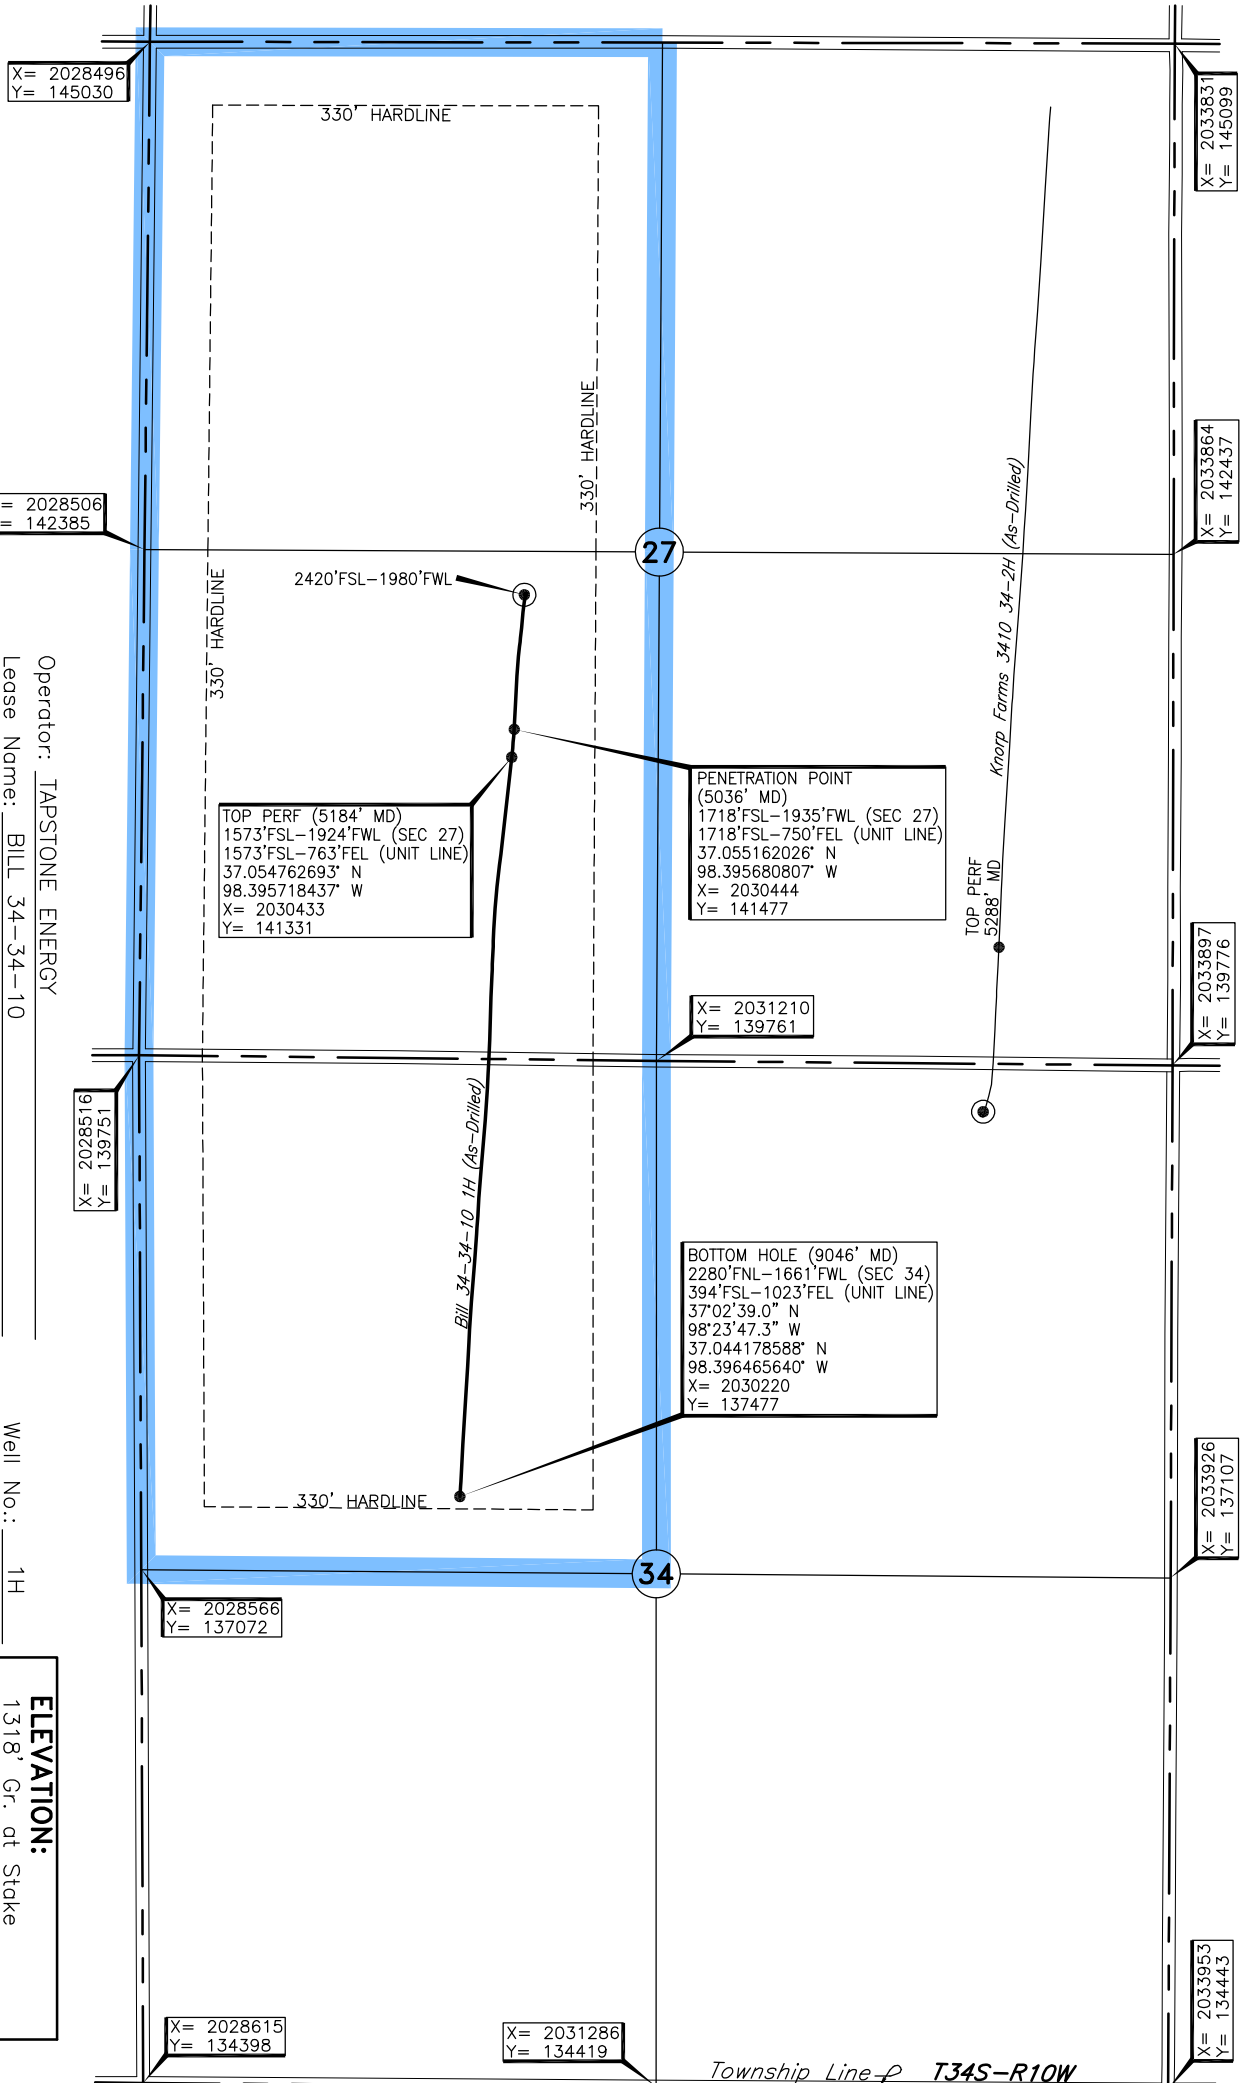 X= 2028496
Y= 145030
X= 2033831
Y= 145099
330' HARDLINE
330' HARDLINE
X= 2033864
Y= 142437
= 2028506
= 142385
27
Knorp Farms 3410 34-2H (As-Drilled)
330' HARDLINE
2420'FSL-1980'FWL
PENETRATION POINT
(5036' MD)
1718'FSL-1935'FWL (SEC 27)
1718'FSL-750'FEL (UNIT LINE)
37.055162026° N
98.395680807° W
X= 2030444
Y= 141477
TOP PERF (5184' MD)
1573'FSL-1924'FWL (SEC 27)
1573'FSL-763'FEL (UNIT LINE)
37.054762693° N
98.395718437° W
X= 2030433
Y= 141331
TOP PERF
5288' MD
X= 2033897
Y= 139776
X= 2031210
Y= 139761
X= 2028516
Y= 139751
Bill 34-34-10 1H (As-Drilled)
BOTTOM HOLE (9046' MD)
2280'FNL-1661'FWL (SEC 34)
394'FSL-1023'FEL (UNIT LINE)
37°02'39.0" N
98°23'47.3" W
37.044178588° N
98.396465640° W
X= 2030220
Y= 137477
330' HARDLINE
X= 2033926
Y= 137107
34
X= 2028566
Y= 137072
X= 2033953
Y= 134443
X= 2028615
Y= 134398
X= 2031286
Y= 134419
Township Line T34S-R10W
Operator: TAPSTONE ENERGY
Lease Name: BILL 34-34-10 Well No.: 1H
ELEVATION:
1318' Gr. at Stake